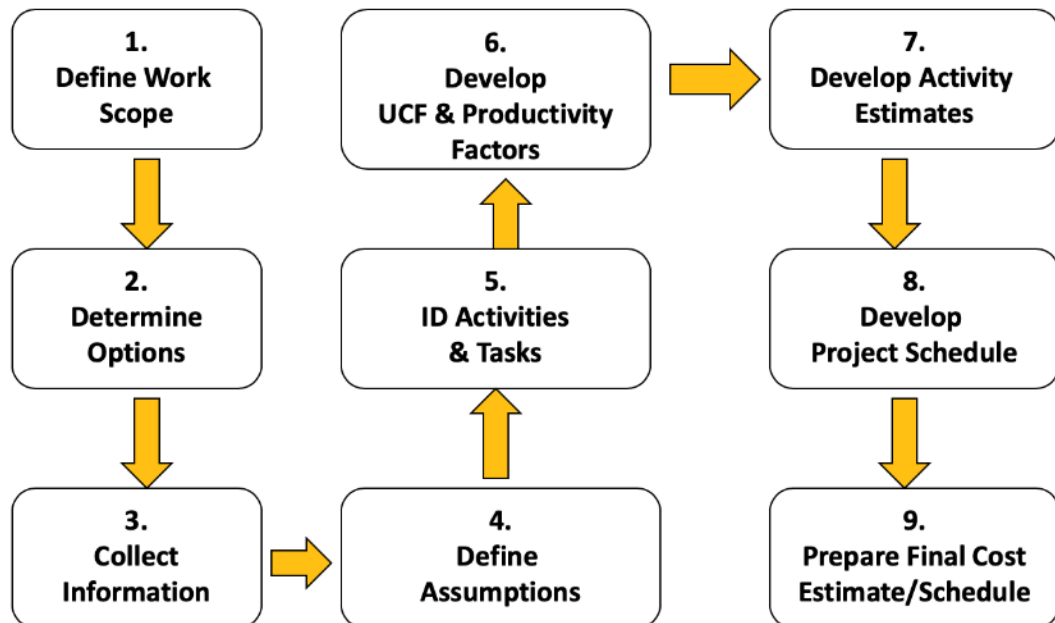 1.
Define Work
Scope
2.
Determine
Options
3.
Collect
Information
4.
Define
Assumptions
5.
ID Activities
& Tasks
6.
Develop
UCF & Productivity
Factors
7.
Develop Activity
Estimates
8.
Develop
Project Schedule
9.
Prepare Final Cost
Estimate/Schedule